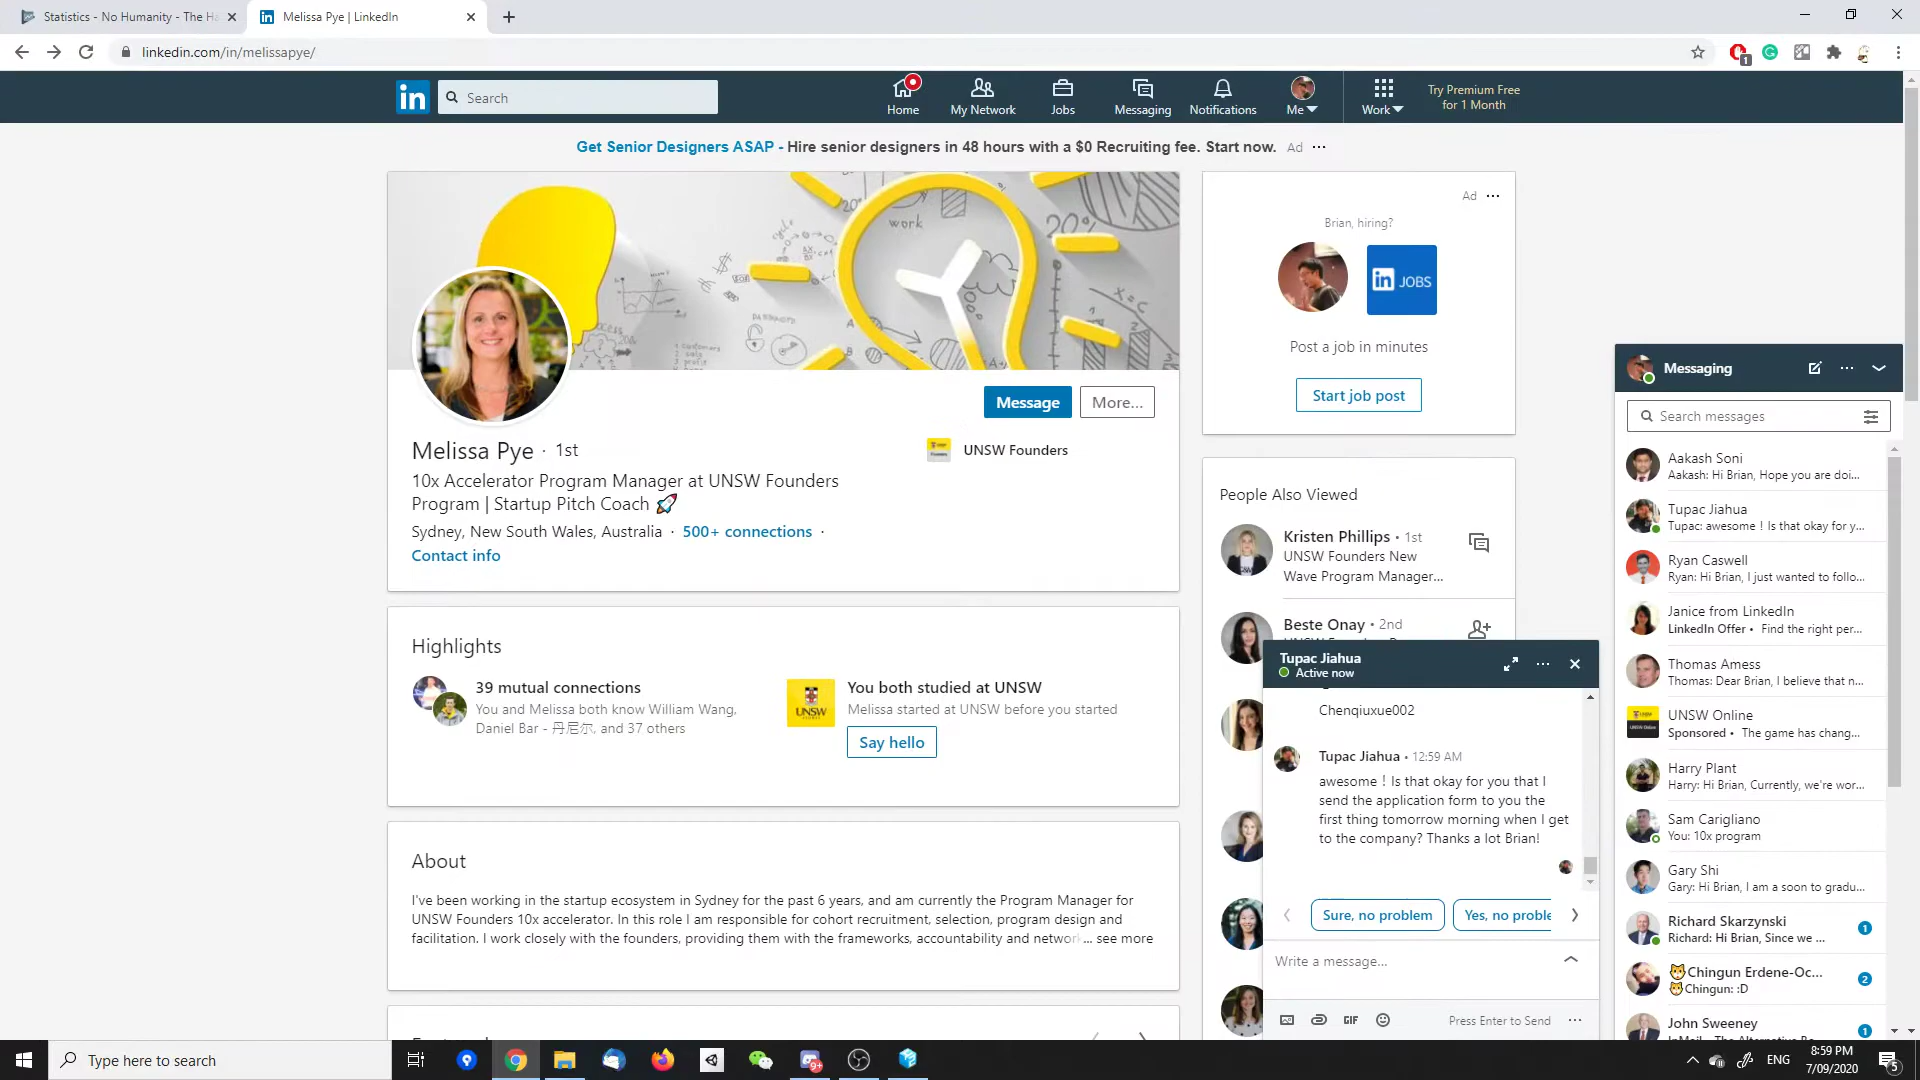 Statistics - No Humanity - The Ha
Melissa Pye | LinkedIn
linkedin.com/in/melissapye/
1
in
Search
Home
My Network
Jobs
Messaging
Notifications
Me
Work
Try Premium Free
for 1 Month
Get Senior Designers ASAP - Hire senior designers in 48 hours with a $0 Recruiting fee. Start now. Ad
work
20%
20%
X=C
Message
More...
Melissa Pye · 1st
10x Accelerator Program Manager at UNSW Founders
Program | Startup Pitch Coach 🚀
Sydney, New South Wales, Australia · 500+ connections ·
Contact info
UNSW Founders
Highlights
39 mutual connections
You and Melissa both know William Wang,
Daniel Bar - 丹尼尔, and 37 others
UNSW
You both studied at UNSW
Melissa started at UNSW before you started
Say hello
About
I've been working in the startup ecosystem in Sydney for the past 6 years, and am currently the Program Manager for
UNSW Founders 10x accelerator. In this role I am responsible for cohort recruitment, selection, program design and
facilitation. I work closely with the founders, providing them with the frameworks, accountability and network... see more
Ad
Brian, hiring?
in JOBS
Post a job in minutes
Start job post
People Also Viewed
Kristen Phillips • 1st
UNSW Founders New
Wave Program Manager...
Beste Onay • 2nd
Tupac Jiahua
Active now
Chenqiuxue002
Tupac Jiahua • 12:59 AM
awesome ! Is that okay for you that I
send the application form to you the
first thing tomorrow morning when I get
to the company? Thanks a lot Brian!
Sure, no problem
Yes, no proble
Write a message...
GIF
Press Enter to Send
Messaging
Search messages
Aakash Soni
Aakash: Hi Brian, Hope you are doi...
Tupac Jiahua
Tupac: awesome ! Is that okay for y...
Ryan Caswell
Ryan: Hi Brian, I just wanted to follo...
Janice from LinkedIn
LinkedIn Offer • Find the right per...
Thomas Amess
Thomas: Dear Brian, I believe that n...
UNSW Online
Sponsored • The game has chang...
Harry Plant
Harry: Hi Brian, Currently, we're wor...
Sam Carigliano
You: 10x program
Gary Shi
Gary: Hi Brian, I am a soon to gradu...
Richard Skarzynski
Richard: Hi Brian, Since we ...
1
🐱Chingun Erdene-Oc...
🐱Chingun: :D
2
John Sweeney
1
Type here to search
9+
ENG
8:59 PM
7/09/2020
5